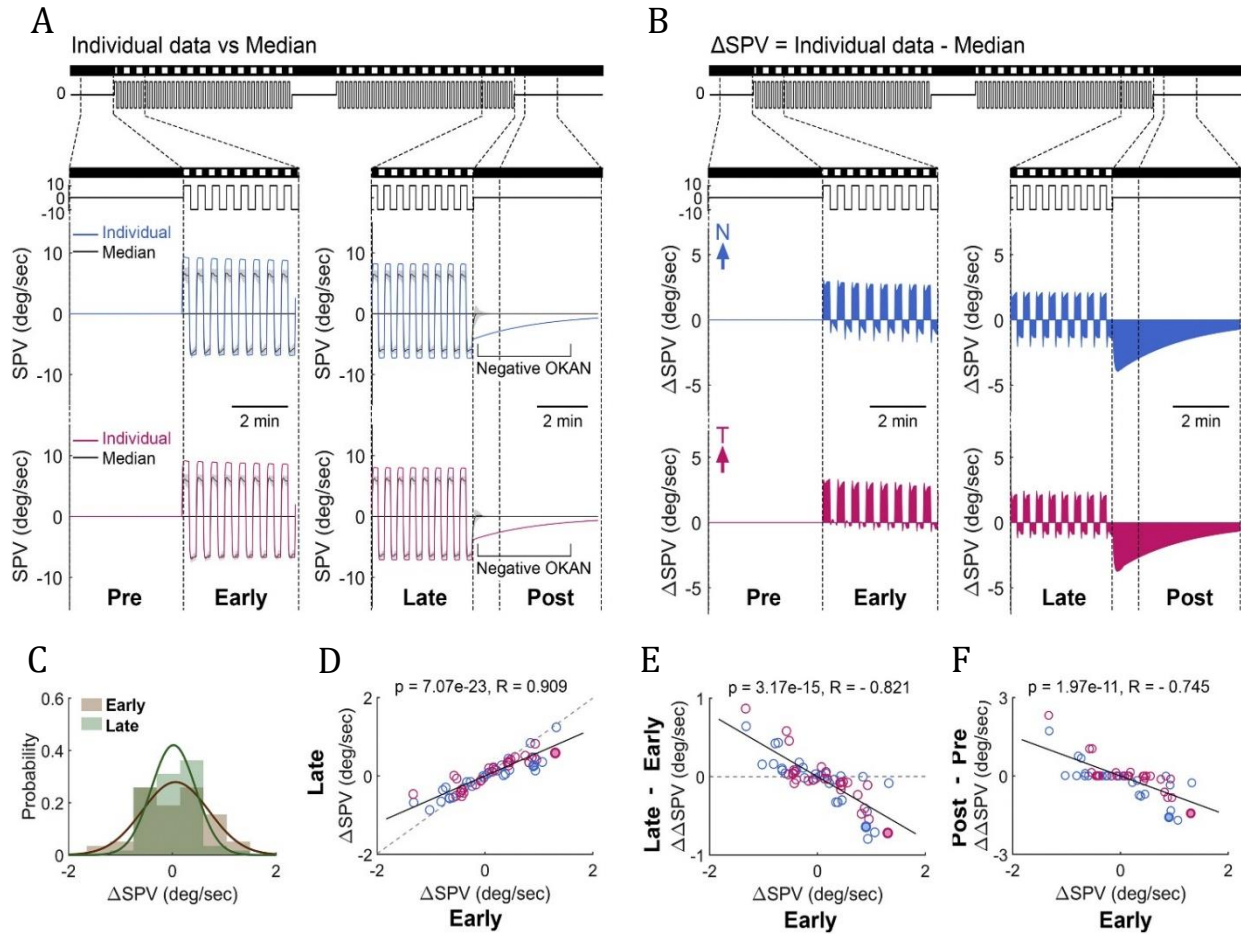 A
Individual data vs Median
0
10
0
-10
Individual
Median
SPV (deg/sec)
10
0
-10
SPV (deg/sec)
10
0
-10
Negative OKAN
2 min
2 min
Individual
Median
SPV (deg/sec)
10
0
-10
SPV (deg/sec)
10
0
-10
Negative OKAN
Pre
Early
Late
Post
B
ΔSPV = Individual data - Median
0
10
0
-10
N
ΔSPV (deg/sec)
5
0
-5
ΔSPV (deg/sec)
5
0
-5
2 min
2 min
T
ΔSPV (deg/sec)
5
0
-5
ΔSPV (deg/sec)
5
0
-5
Pre
Early
Late
Post
C
Early
Late
Probability
0.6
0.4
0.2
0
-2
0
2
ΔSPV (deg/sec)
D
p = 7.07e-23, R = 0.909
Late
ΔSPV (deg/sec)
2
0
-2
-2
0
2
ΔSPV (deg/sec)
Early
E
p = 3.17e-15, R = - 0.821
Late - Early
ΔΔSPV (deg/sec)
1
0
-1
-2
0
2
ΔSPV (deg/sec)
Early
F
p = 1.97e-11, R = - 0.745
Post - Pre
ΔΔSPV (deg/sec)
3
0
-3
-2
0
2
ΔSPV (deg/sec)
Early